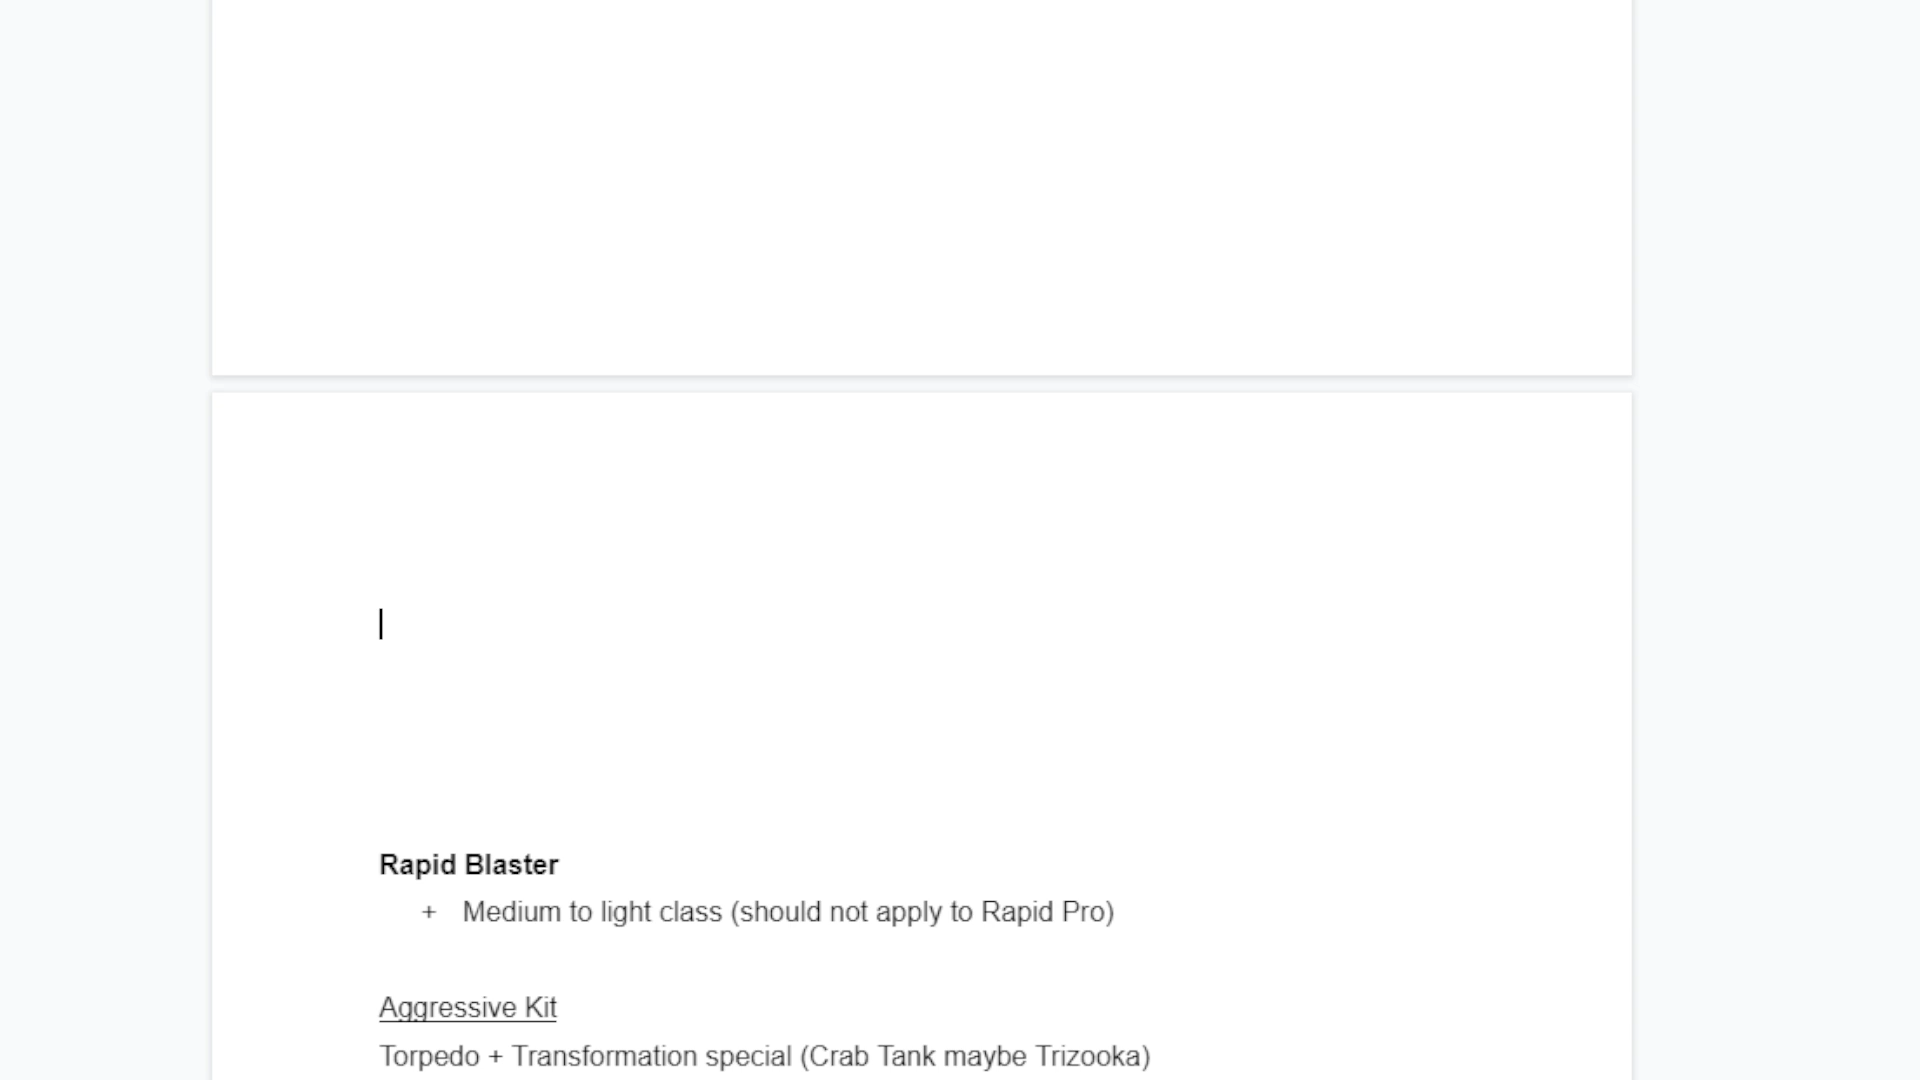 Rapid Blaster
+ Medium to light class (should not apply to Rapid Pro)
Aggressive Kit
Torpedo + Transformation special (Crab Tank maybe Trizooka)